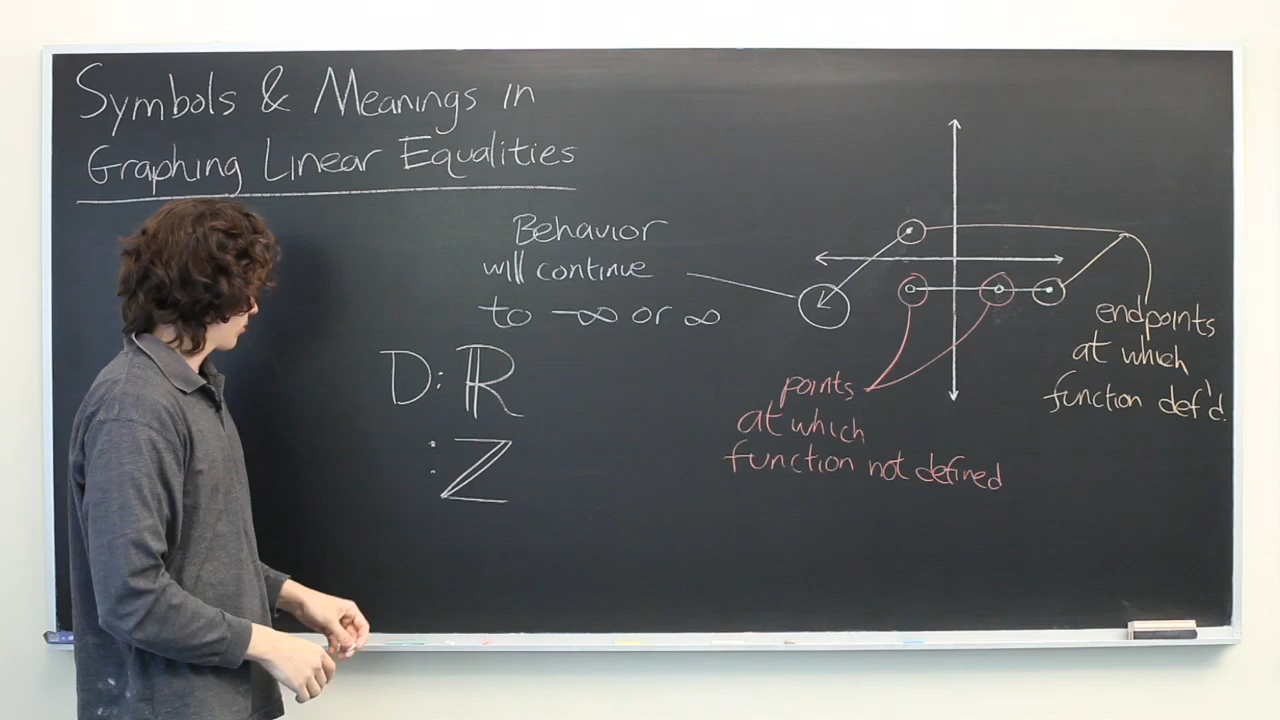 Symbols & Meanings in
Graphing Linear Equalities
Behavior
will continue
to -∞ or ∞
D: ℝ
: ℤ
points
at which
function not defined
endpoints
at which
function def'd.